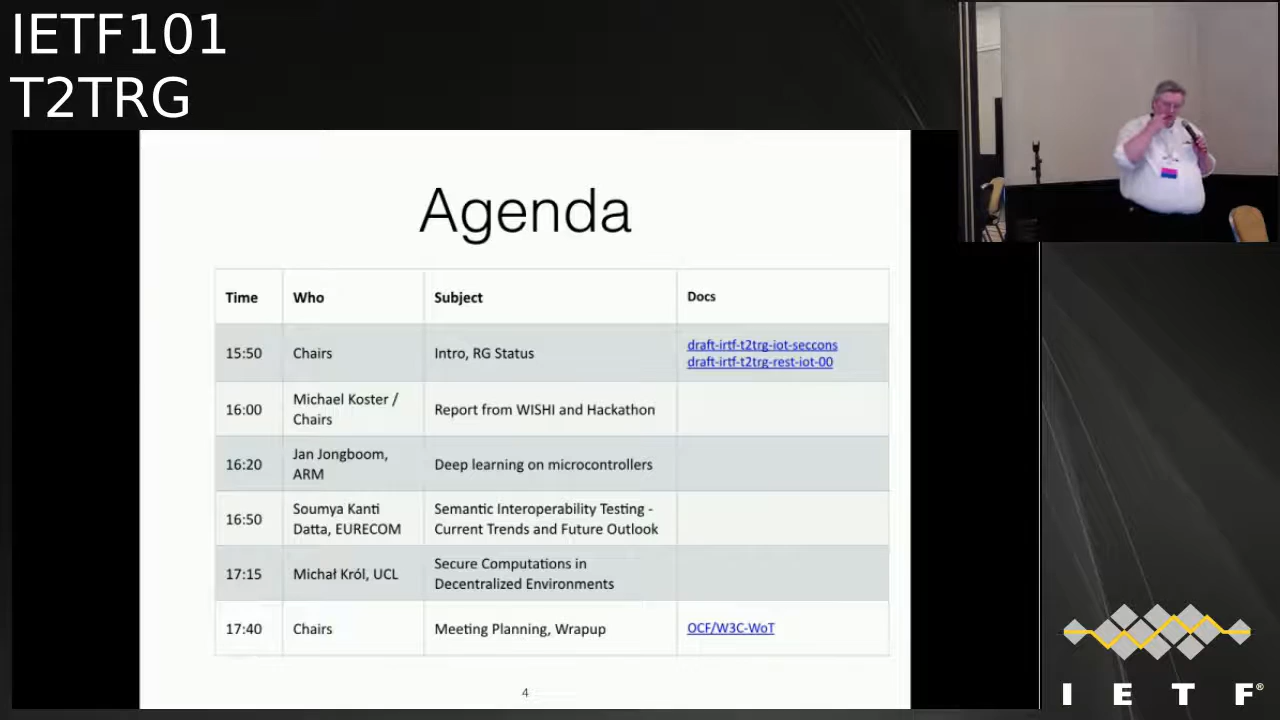 IETF101
T2TRG
Agenda
Time Who Subject Docs
15:50 Chairs Intro, RG Status draft-irtf-t2trg-iot-seccons
draft-irtf-t2trg-rest-iot-00
16:00 Michael Koster / Report from WISHI and Hackathon
Chairs
16:20 Jan Jongboom, Deep learning on microcontrollers
ARM
16:50 Soumya Kanti Semantic Interoperability Testing -
Datta, EURECOM Current Trends and Future Outlook
17:15 Michał Król, UCL Secure Computations in
Decentralized Environments
17:40 Chairs Meeting Planning, Wrapup OCF/W3C-WoT
4
I E T F®